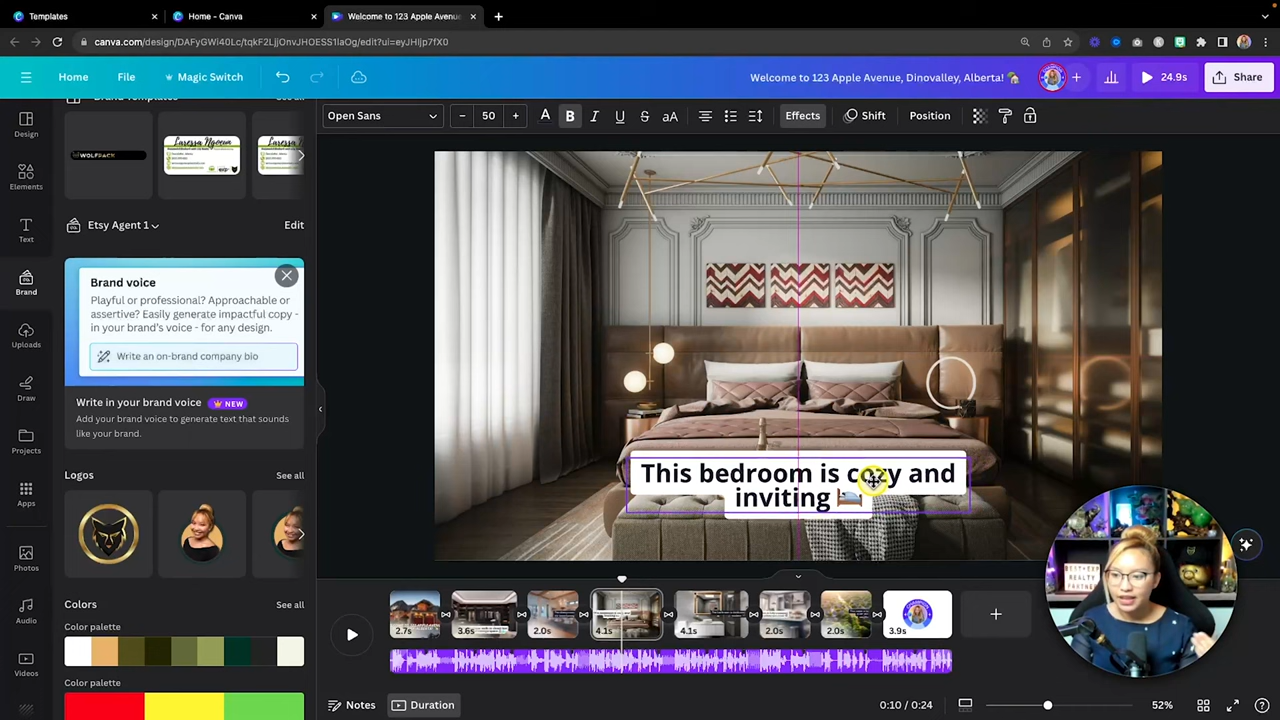 Templates
Home - Canva
Welcome to 123 Apple Avenue
canva.com/design/DAFyGWi40Lc/tqkF2LjJOnvJHOESS1laOg/edit?ui=eyJHIjp7fX0
Home
File
Magic Switch
Welcome to 123 Apple Avenue, Dinovalley, Alberta!
24.9s
Share
Open Sans
50
Effects
Shift
Position
Design
Elements
Text
Brand
Uploads
Draw
Projects
Apps
Photos
Audio
Videos
WOLFPACK
Laressa Ngoeun
Etsy Agent 1
Edit
Brand voice
Playful or professional? Approachable or
assertive? Easily generate impactful copy -
in your brand's voice - for any design.
Write an on-brand company bio
Write in your brand voice
NEW
Add your brand voice to generate text that sounds
like your brand.
Logos
See all
Colors
See all
Color palette
Color palette
This bedroom is cozy and
inviting
2.7s
3.6s
2.0s
4.1s
4.1s
2.0s
2.0s
3.9s
Notes
Duration
0:10 / 0:24
52%